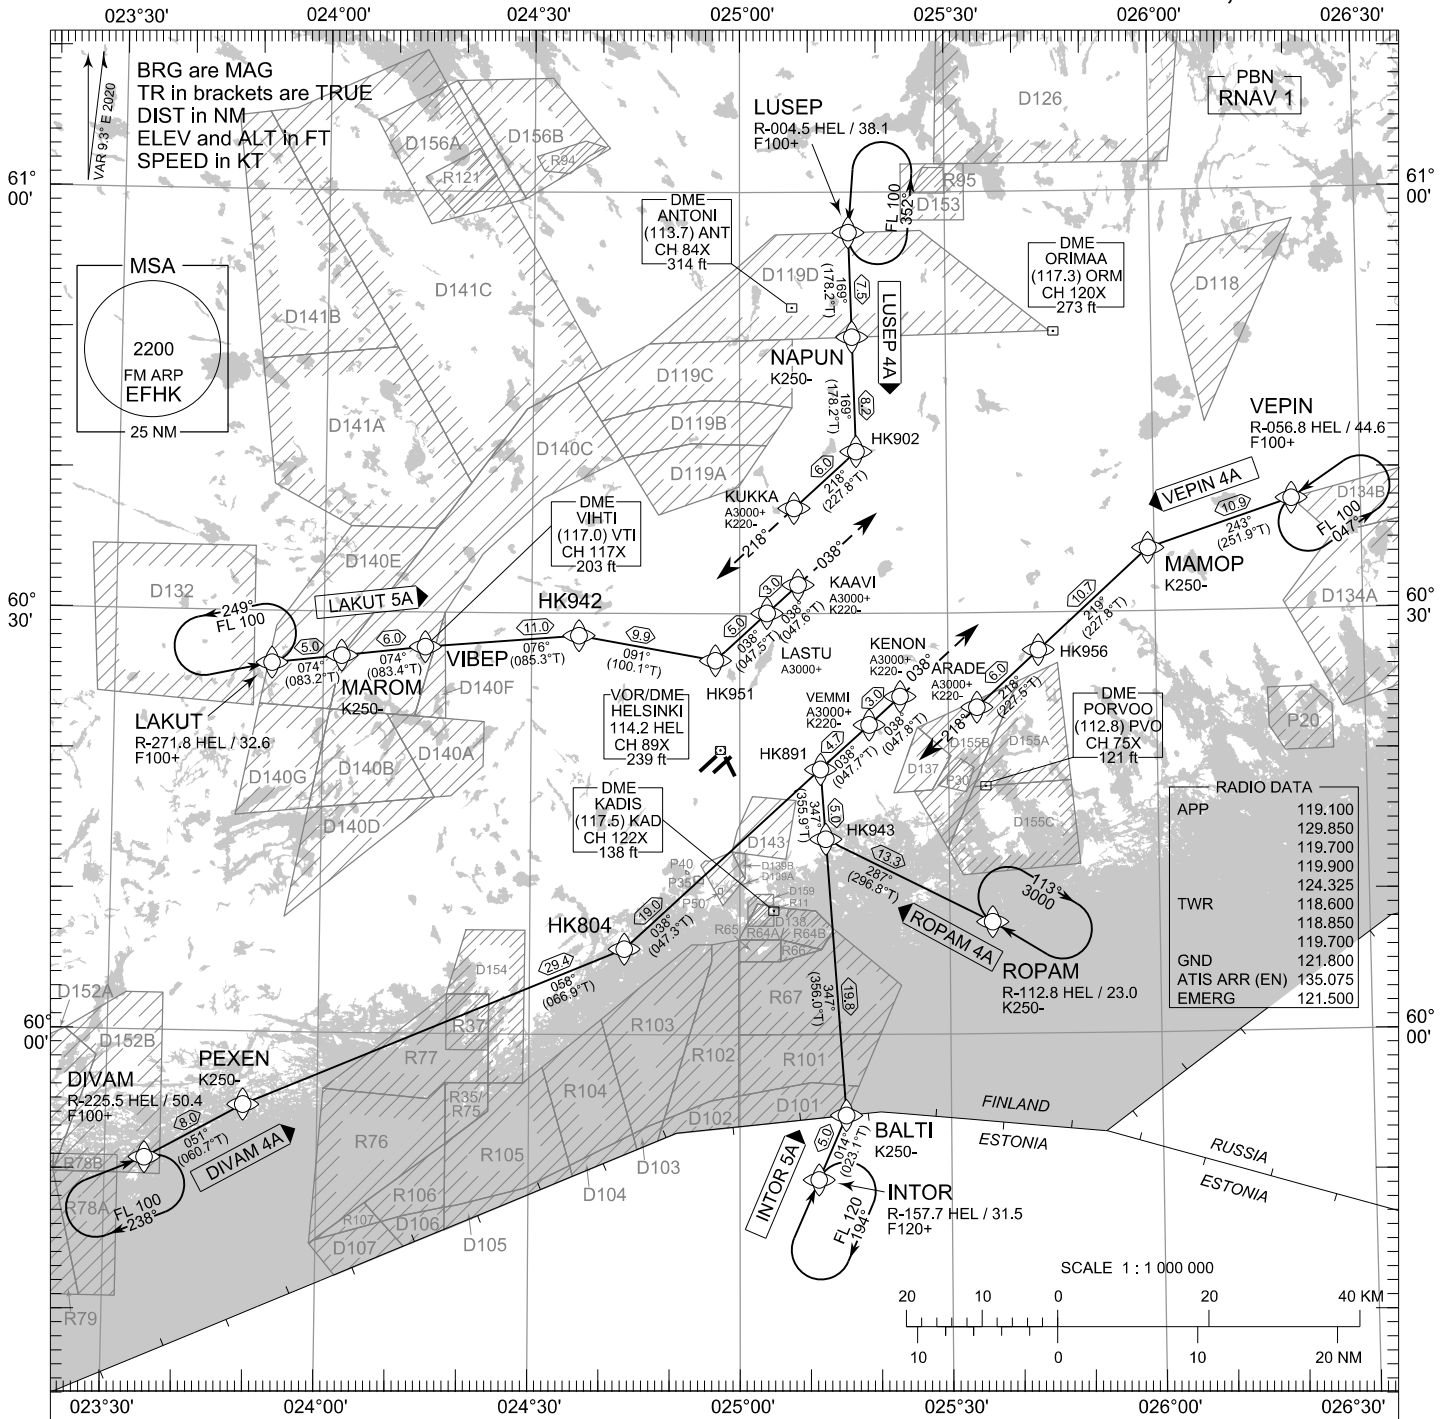 023°30'
024°00'
024°30'
025°00'
025°30'
026°00'
026°30'
VAR 9.3° E 2020
BRG are MAG
TR in brackets are TRUE
DIST in NM
ELEV and ALT in FT
SPEED in KT
PBN
RNAV 1
61°
00'
61°
00'
60°
30'
60°
30'
60°
00'
60°
00'
MSA
2200
FM ARP
EFHK
25 NM
LUSEP
R-004.5 HEL / 38.1
F100+
FL 100
352°
DME
ANTONI
(113.7) ANT
CH 84X
314 ft
DME
ORIMAA
(117.3) ORM
CH 120X
273 ft
7.5
169°
(178.2°T)
LUSEP 4A
NAPUN
K250-
8.2
169°
(178.2°T)
HK902
6.0
218°
(227.8°T)
KUKKA
A3000+
K220-
218°
038°
VEPIN
R-056.8 HEL / 44.6
F100+
FL 100
047°
VEPIN 4A
10.9
243°
(251.9°T)
MAMOP
K250-
10.7
219°
(227.8°T)
HK956
6.0
218°
(227.5°T)
ARADE
A3000+
K220-
218°
DME
VIHTI
(117.0) VTI
CH 117X
203 ft
LAKUT 5A
249°
FL 100
LAKUT
R-271.8 HEL / 32.6
F100+
5.0
074°
(083.2°T)
MAROM
K250-
6.0
074°
(083.4°T)
VIBEP
11.0
076°
(085.3°T)
HK942
9.9
091°
(100.1°T)
HK951
5.0
038°
(047.5°T)
LASTU
A3000+
3.0
038°
(047.6°T)
KAAVI
A3000+
K220-
KENON
A3000+
K220-
038°
3.0
038°
(047.8°T)
VEMMI
A3000+
K220-
4.7
038°
(047.7°T)
HK891
VOR/DME
HELSINKI
114.2 HEL
CH 89X
239 ft
DME
KADIS
(117.5) KAD
CH 122X
138 ft
DME
PORVOO
(112.8) PVO
CH 75X
121 ft
5.0
347°
(355.9°T)
HK943
13.3
287°
(296.8°T)
113°
3000
ROPAM 4A
ROPAM
R-112.8 HEL / 23.0
K250-
19.0
038°
(047.3°T)
HK804
29.4
058°
(066.9°T)
PEXEN
K250-
DIVAM
R-225.5 HEL / 50.4
F100+
8.0
051°
(060.7°T)
DIVAM 4A
FL 100
238°
19.8
347°
(356.0°T)
BALTI
K250-
5.0
014°
(023.1°T)
INTOR 5A
INTOR
R-157.7 HEL / 31.5
F120+
FL 120
194°
RADIO DATA
APP 119.100
129.850
119.700
119.900
124.325
TWR 118.600
118.850
119.700
GND 121.800
ATIS ARR (EN) 135.075
EMERG 121.500
D126
D156A
D156B
R94
R121
R95
D153
D119D
D118
D141C
D141B
D141A
D119C
D119B
D119A
D140C
D140E
D132
D134B
D134A
D140F
D140A
D140G
D140B
D140D
P20
D155B
D155A
D137
P30
D155C
D143
P40
P35
P50
D139B
D139A
D159
R11
D138
R65
R64A
R64B
R66
R67
D154
D152A
D152B
R37
R77
R103
R102
R101
R104
R35/
R75
R76
R105
D102
D101
D103
D104
R106
R107
D106
D107
D105
R78B
R78A
R79
FINLAND
ESTONIA
RUSSIA
ESTONIA
SCALE 1 : 1 000 000
20
10
0
20
40 KM
10
0
10
20 NM
023°30'
024°00'
024°30'
025°00'
025°30'
026°00'
026°30'